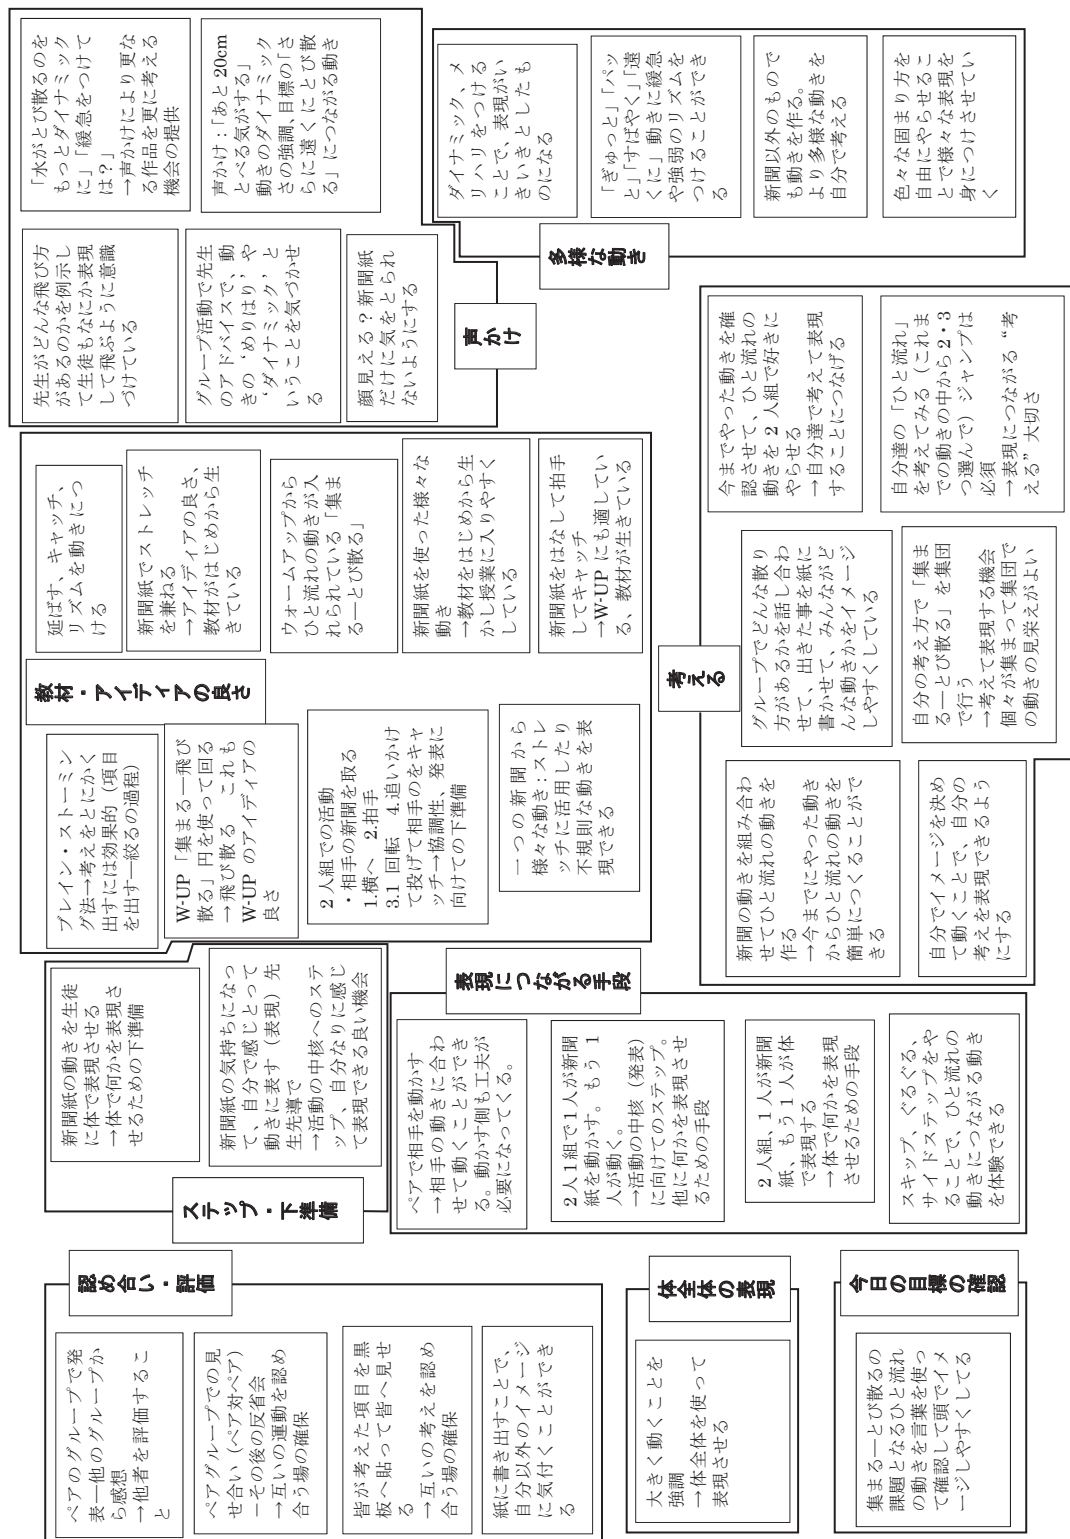 今日の目標の確認
集まる―とび散るの
課題となるひと流れ
の動きを言葉を使っ
て確認して頭でイメ
ージしやすくしてる
体全体の表現
大きく動くことを
強調
→体全体を使って
表現させる
認め合い・評価
紙に書き出すことで、
自分以外のイメージ
に気付くことができ
る
皆が考えた項目を黒
板へ貼って皆へ見せ
る
→互いの考えを認め
合う場の確保
ペアグループでの見
せ合い（ペア対ペア）
―その後の反省会
→互いの運動を認め
合う場の確保
ペアのグループで発
表―他のグループか
ら感想
→他者を評価するこ
と
表現につながる手段
スキップ、ぐるぐる、
サイドステップをや
ることで、ひと流れの
動きにつながる動き
を体験できる
2 人組、1 人が新聞
紙、もう 1 人が体
で表現する
→体で何かを表現
させるための手段
2 人 1 組で 1 人が新聞
紙を動かす。もう 1
人が動く。
→活動の中核（発表）
に向けてのステップ。
他に何かを表現させせ
るための手段
ペアで相手を動かす
→相手の動きに合わ
せて動くことができ
る。動かす側も工夫が
必要になってくる。
ステップ・下準備
新聞紙の気持ちになっ
て、自分で感じとって
動きに表す（表現）先
生先導で
→活動の中核へのステ
ップ、自分なりに感じ
て表現できる良い機会
新聞紙の動きを生徒
に体で表現させる
→体で何かを表現さ
せるための下準備
考える
自分でイメージを決め
て動くことで、自分の
考えを表現できるよう
にする
新聞の動きを組み合わ
せてひと流れの動きを
作る
→今までにやった動き
からひと流れの動きを
簡単につくることがで
きる
自分の考え方で「集ま
る―とび散る」を集団
で行う
→考えて表現する機会
個々が集まって集団で
の動きの見栄えがよい
グループでどんな散り
方があるかを話し合わ
せて、出きた事を紙に
書かせて、みんながど
んな動きかをイメージ
しやすくしている
自分達の「ひと流れ」
を考えてみる（これま
での動きの中から 2・3
つ選んで）ジャンプは
必須
→表現につながる “考
える” 大切さ
今までやった動きを確
認させて、ひと流れの
動きを 2 人組で好きに
やらせる
→自分達で考えて表現
することにつなげる
教材・アイディアの良さ
ブレイン・ストーミン
グ法→考えをとにかく
出すには効果的（項目
を出す―絞るの過程）
W-UP「集まる―飛び
散る」円を使って回る
→飛び散る　これも
W-UP のアイディアの
良さ
2 人組での活動
・相手の新聞を取る
1.横へ　2.拍手
3.1 回転　4.追いかけ
て投げて相手のをキャ
ッチ→協調性、発表に
向けての下準備
一つの新聞から
様々な動き:ストレ
ッチに活用したり
不規則な動きを表
現できる
延ばす、キャッチ、
リズムを動きにつ
ける
新聞紙でストレッチ
を兼ねる
→アイディアの良さ、
教材がはじめから生
きている
ウォームアップから
ひと流れの動きが入
れられている「集ま
る―とび散る」
新聞紙を使った様々な
動き
→教材をはじめから生
かし授業に入りやすく
している
新聞紙をはなして拍手
してキャッチ
→W-UP にも適してい
る、教材が生きている
声かけ
先生がどんな飛び方
があるのかを例示し
て生徒もなにか表現
して飛ぶように意識
づけている
グループ活動で先生
のアドバイスで、動
きの ‘めりはり’ や
‘ダイナミック’ と
いうことを気づかせ
る
顔見える？新聞紙
だけに気をとられ
ないようにする
「水がとび散るのを
もっとダイナミック
に」「緩急をつけて
は？」
→声かけにより更な
る作品を更に考える
機会の提供
声かけ：「あと 20cm
とべる気がする」
動きのダイナミック
さの強調、目標の「さ
らに遠くにとび散
る」につながる動き
多様な動き
ダイナミック、メ
リハリをつける
ことで、表現がい
きいきとしたも
のになる
「ぎゅっと」「パッ
と」「すばやく」「遠
くに」動きに緩急
や強弱のリズムを
つけることができ
る
新聞以外のもので
も動きを作る。
より多様な動きを
自分で考える
色々な固まり方を
自由にやらせるこ
とで様々な表現を
身につけさせてい
く